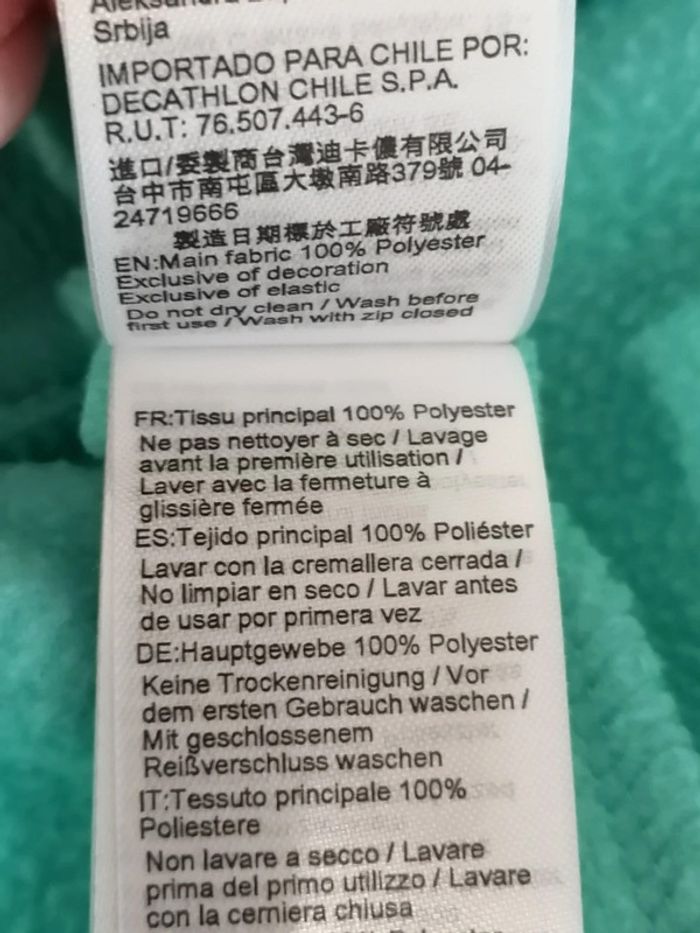 Srbija
IMPORTADO PARA CHILE POR:
DECATHLON CHILE S.P.A.
R.U.T: 76.507.443-6
進口/委製商台灣迪卡儂有限公司
台中市南屯區大墩南路379號 04-
24719666
製造日期標於工廠符號處
EN:Main fabric 100% Polyester
Exclusive of decoration
Exclusive of elastic
Do not dry clean / Wash before
first use / Wash with zip closed
FR:Tissu principal 100% Polyester
Ne pas nettoyer à sec / Lavage
avant la première utilisation /
Laver avec la fermeture à
glissière fermée
ES:Tejido principal 100% Poliéster
Lavar con la cremallera cerrada /
No limpiar en seco / Lavar antes
de usar por primera vez
DE:Hauptgewebe 100% Polyester
Keine Trockenreinigung / Vor
dem ersten Gebrauch waschen /
Mit geschlossenem
Reißverschluss waschen
IT:Tessuto principale 100%
Poliestere
Non lavare a secco / Lavare
prima del primo utilizzo / Lavare
con la cerniera chiusa